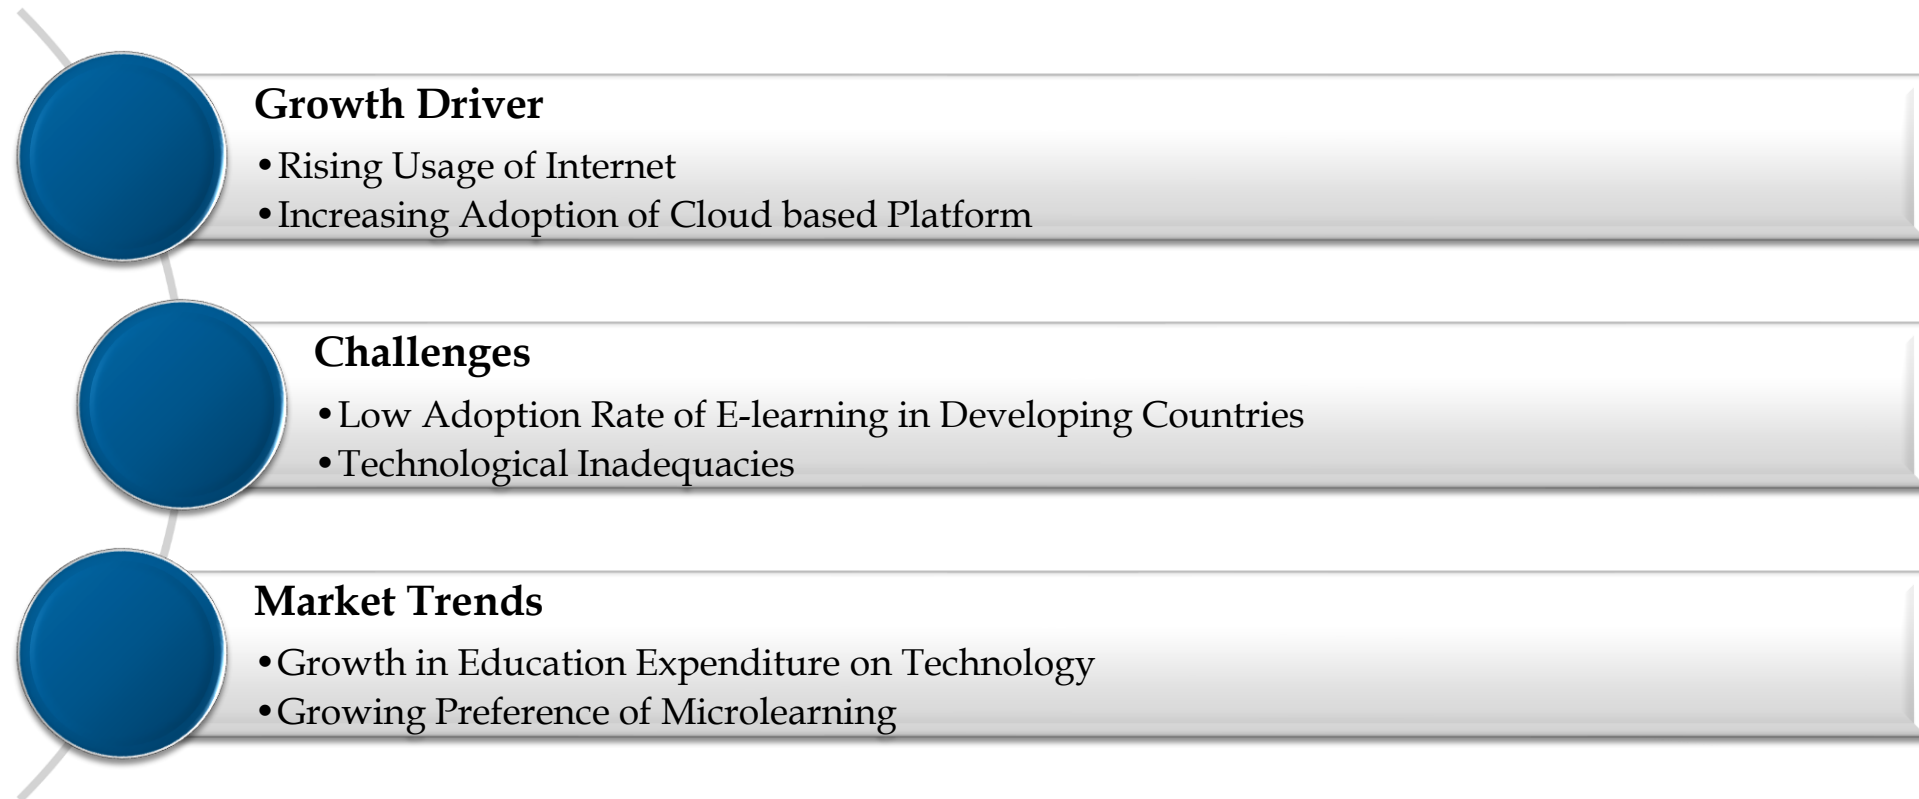 Growth Driver
•Rising Usage of Internet
•Increasing Adoption of Cloud based Platform
Challenges
•Low Adoption Rate of E-learning in Developing Countries
•Technological Inadequacies
Market Trends
•Growth in Education Expenditure on Technology
•Growing Preference of Microlearning